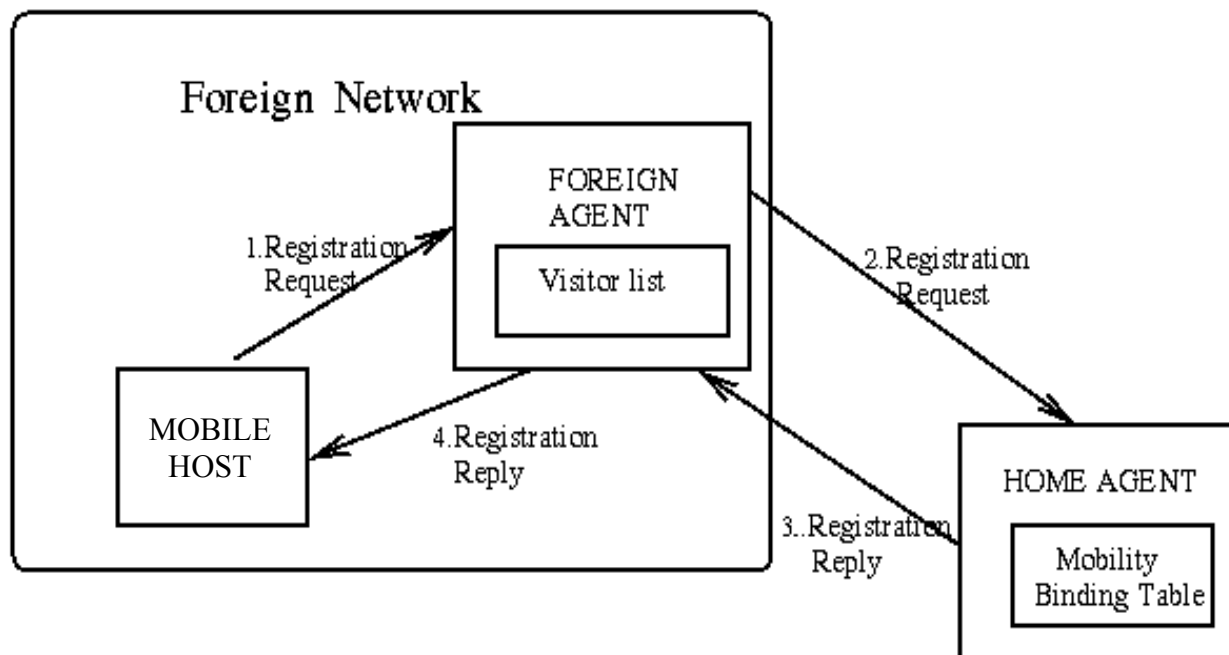 Foreign Network
FOREIGN
AGENT
Visitor list
1.Registration
Request
2.Registration
Request
MOBILE
HOST
4.Registration
Reply
3..Registration
Reply
HOME AGENT
Mobility
Binding Table